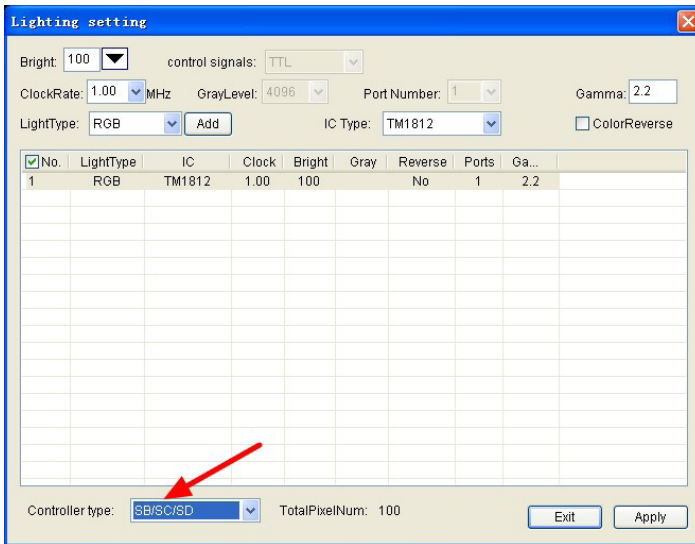 Lighting setting
Bright: 100 control signals: TTL
ClockRate: 1.00 MHz GrayLevel: 4096 Port Number: 1 Gamma: 2.2
LightType: RGB Add IC Type: TM1812 ColorReverse
No. LightType IC Clock Bright Gray Reverse Ports Ga...
1 RGB TM1812 1.00 100 No 1 2.2
Controller type: SB/SC/SD TotalPixelNum: 100 Exit Apply